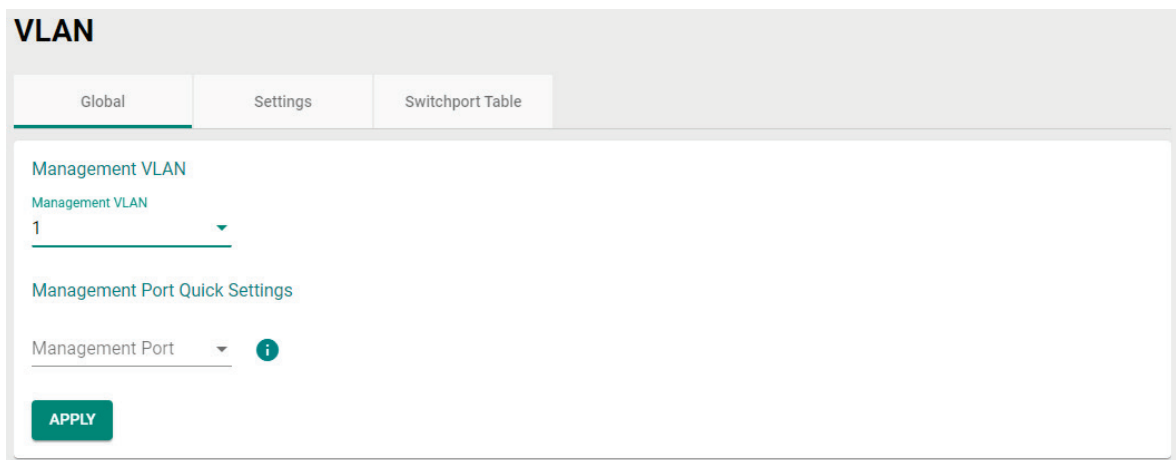 VLAN
Global Settings Switchport Table
Management VLAN
Management VLAN
1
Management Port Quick Settings
Management Port
APPLY